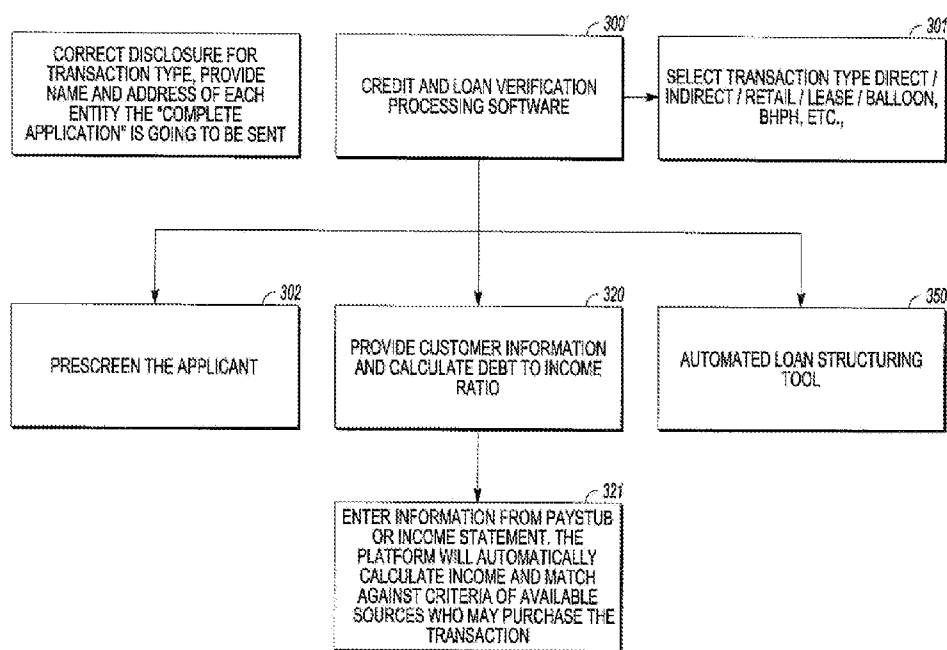 CORRECT DISCLOSURE FOR
TRANSACTION TYPE, PROVIDE
NAME AND ADDRESS OF EACH
ENTITY THE "COMPLETE
APPLICATION" IS GOING TO BE SENT
300
CREDIT AND LOAN VERIFICATION
PROCESSING SOFTWARE
301
SELECT TRANSACTION TYPE DIRECT /
INDIRECT / RETAIL / LEASE / BALLOON,
BHPH, ETC.,
302
PRESCREEN THE APPLICANT
320
PROVIDE CUSTOMER INFORMATION
AND CALCULATE DEBT TO INCOME
RATIO
350
AUTOMATED LOAN STRUCTURING
TOOL
321
ENTER INFORMATION FROM PAYSTUB
OR INCOME STATEMENT. THE
PLATFORM WILL AUTOMATICALLY
CALCULATE INCOME AND MATCH
AGAINST CRITERIA OF AVAILABLE
SOURCES WHO MAY PURCHASE THE
TRANSACTION